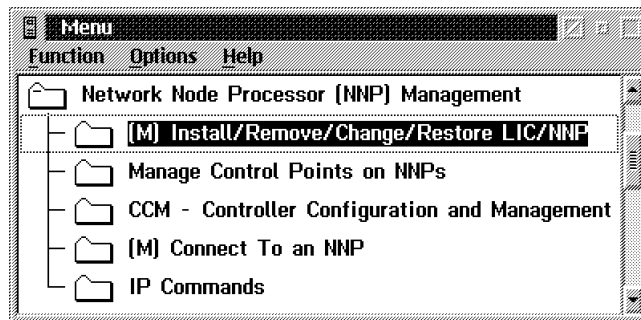 Menu
Function Options Help
Network Node Processor (NNP) Management
(M) Install/Remove/Change/Restore LIC/NNP
Manage Control Points on NNPs
CCM - Controller Configuration and Management
(M) Connect To an NNP
IP Commands